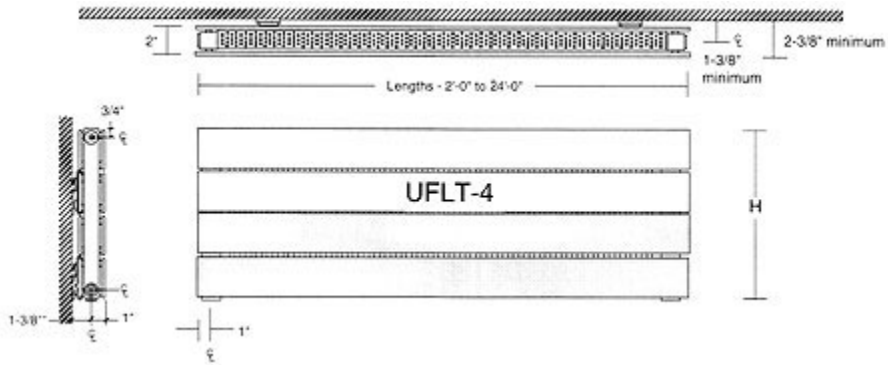 2"
℄
1-3/8"
minimum
2-3/8" minimum
Lengths - 2'-0" to 24'-0"
3/4"
℄
UFLT-4
H
℄
1-3/8"
1"
℄
1"
℄